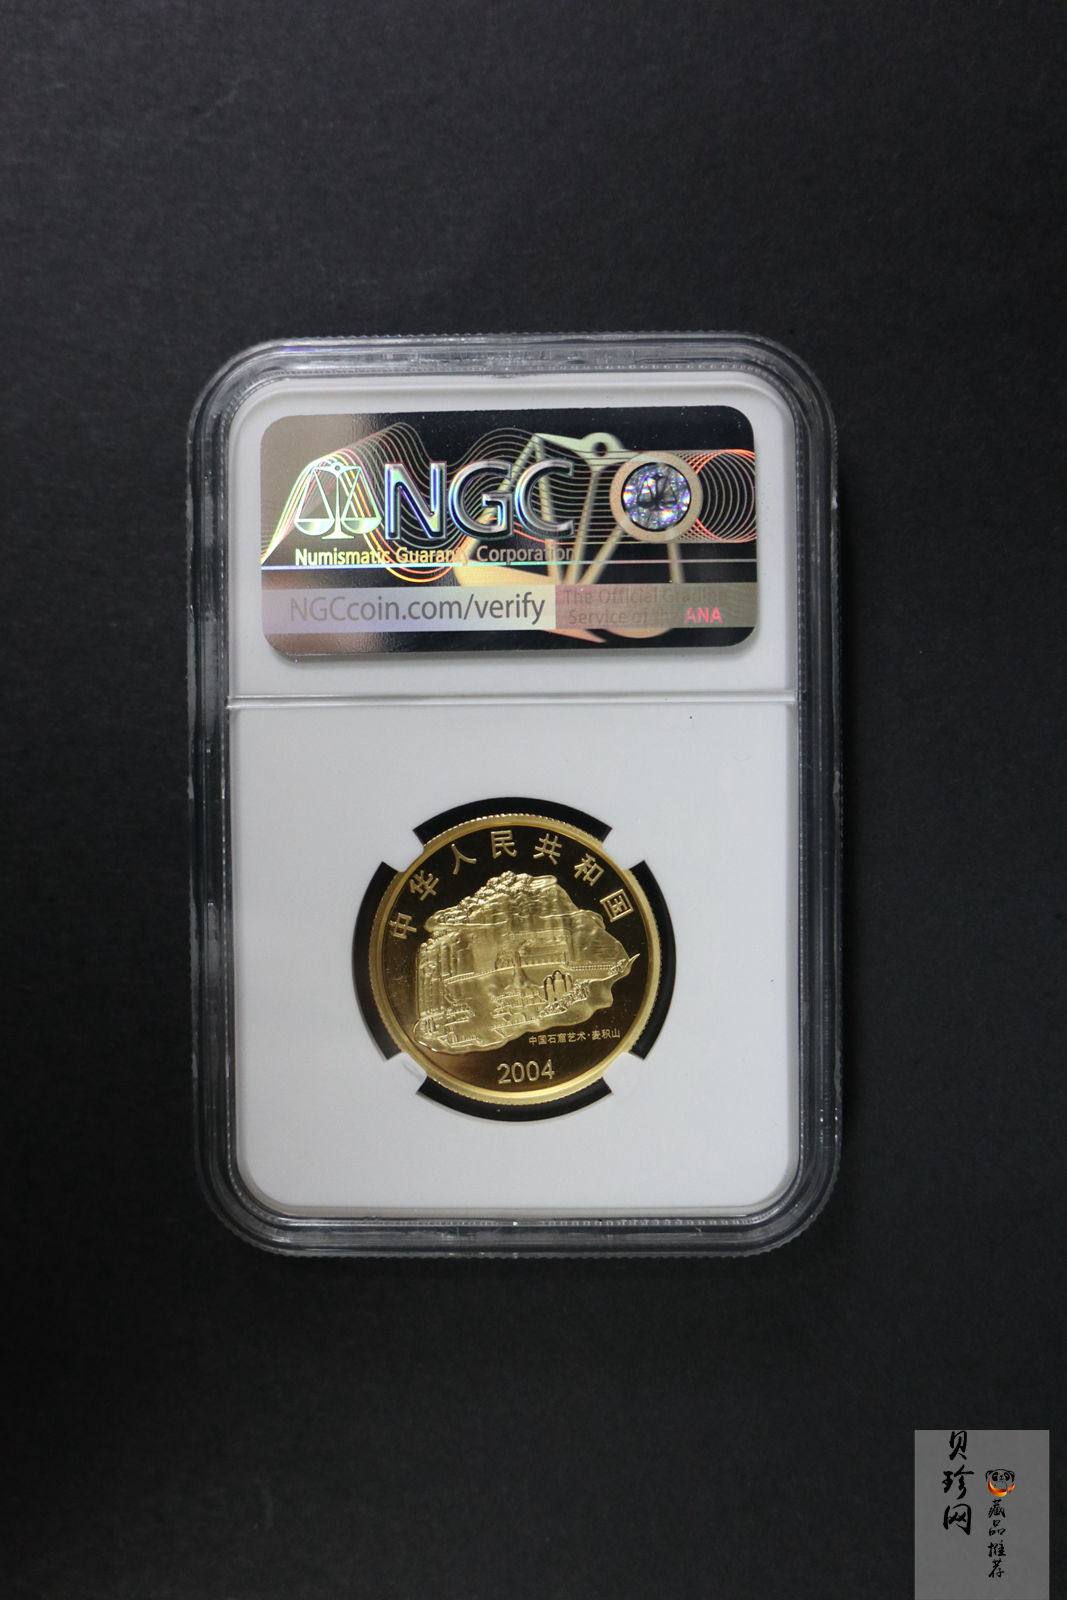 NGC
Numismatic Guaranty Corporation
NGCcoin.com/verify
The Official Grading
Service of the ANA
中华人民共和国
中国石窟艺术·麦积山
2004
贝珍网
藏品推荐